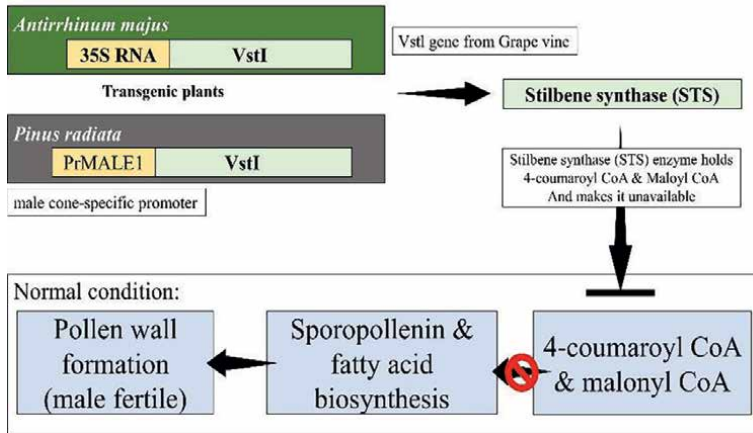 Antirrhinum majus
35S RNA VstI
VstI gene from Grape vine
Transgenic plants
Stilbene synthase (STS)
Pinus radiata
PrMALE1 VstI
male cone-specific promoter
Stilbene synthase (STS) enzyme holds
4-coumaroyl CoA & Maloyl CoA
And makes it unavailable
Normal condition:
Pollen wall
formation
(male fertile)
Sporopollenin &
fatty acid
biosynthesis
4-coumaroyl CoA
& malonyl CoA